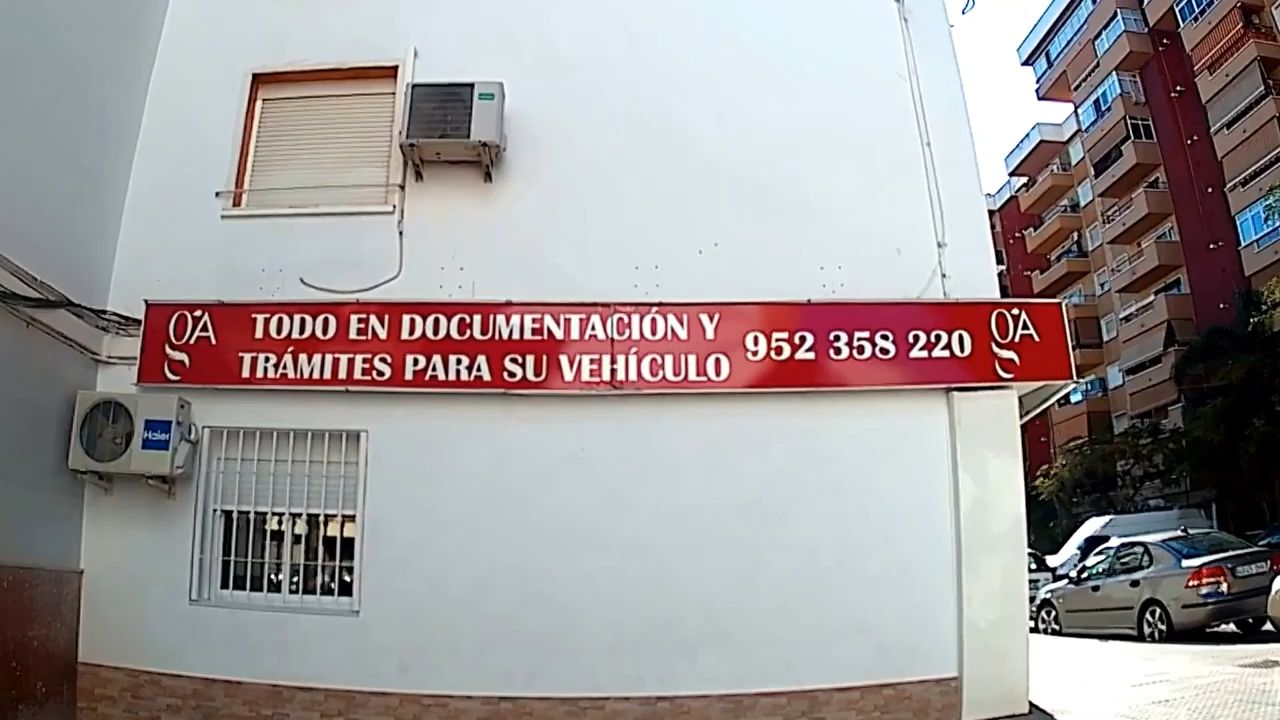 gA
TODO EN DOCUMENTACIÓN Y
TRÁMITES PARA SU VEHÍCULO
952 358 220
gA
Haier